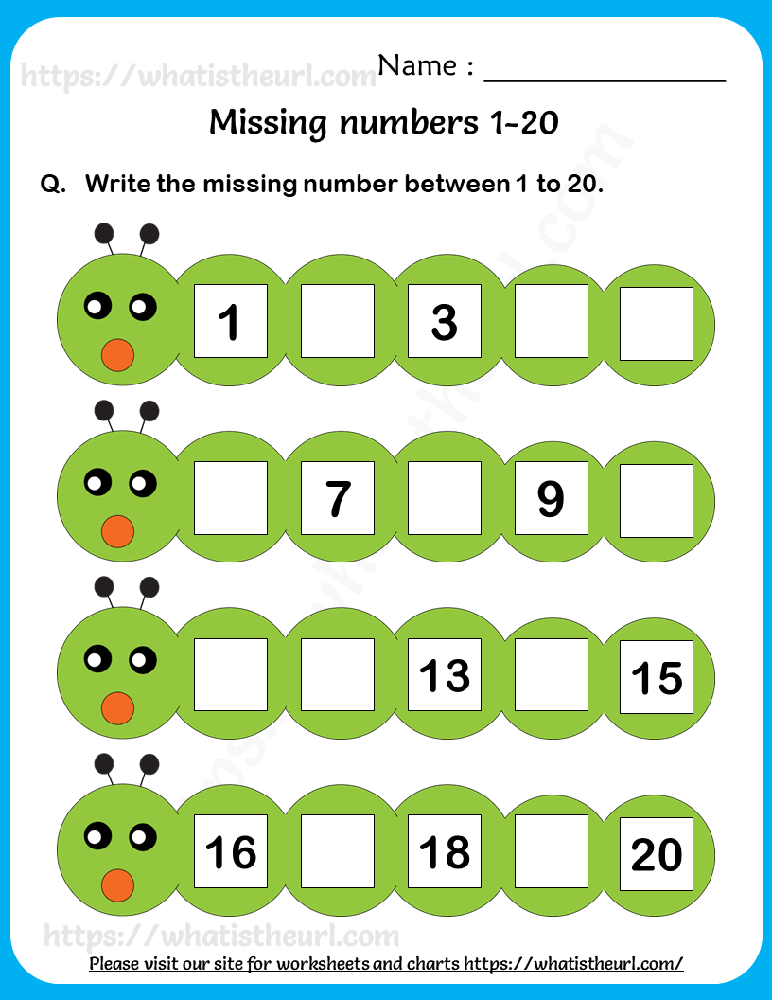 https://whatistheurl.com
Name : ___________________
Missing numbers 1-20
Q. Write the missing number between 1 to 20.
1 3
7 9
13 15
16 18 20
https://whatistheurl.com
Please visit our site for worksheets and charts https://whatistheurl.com/